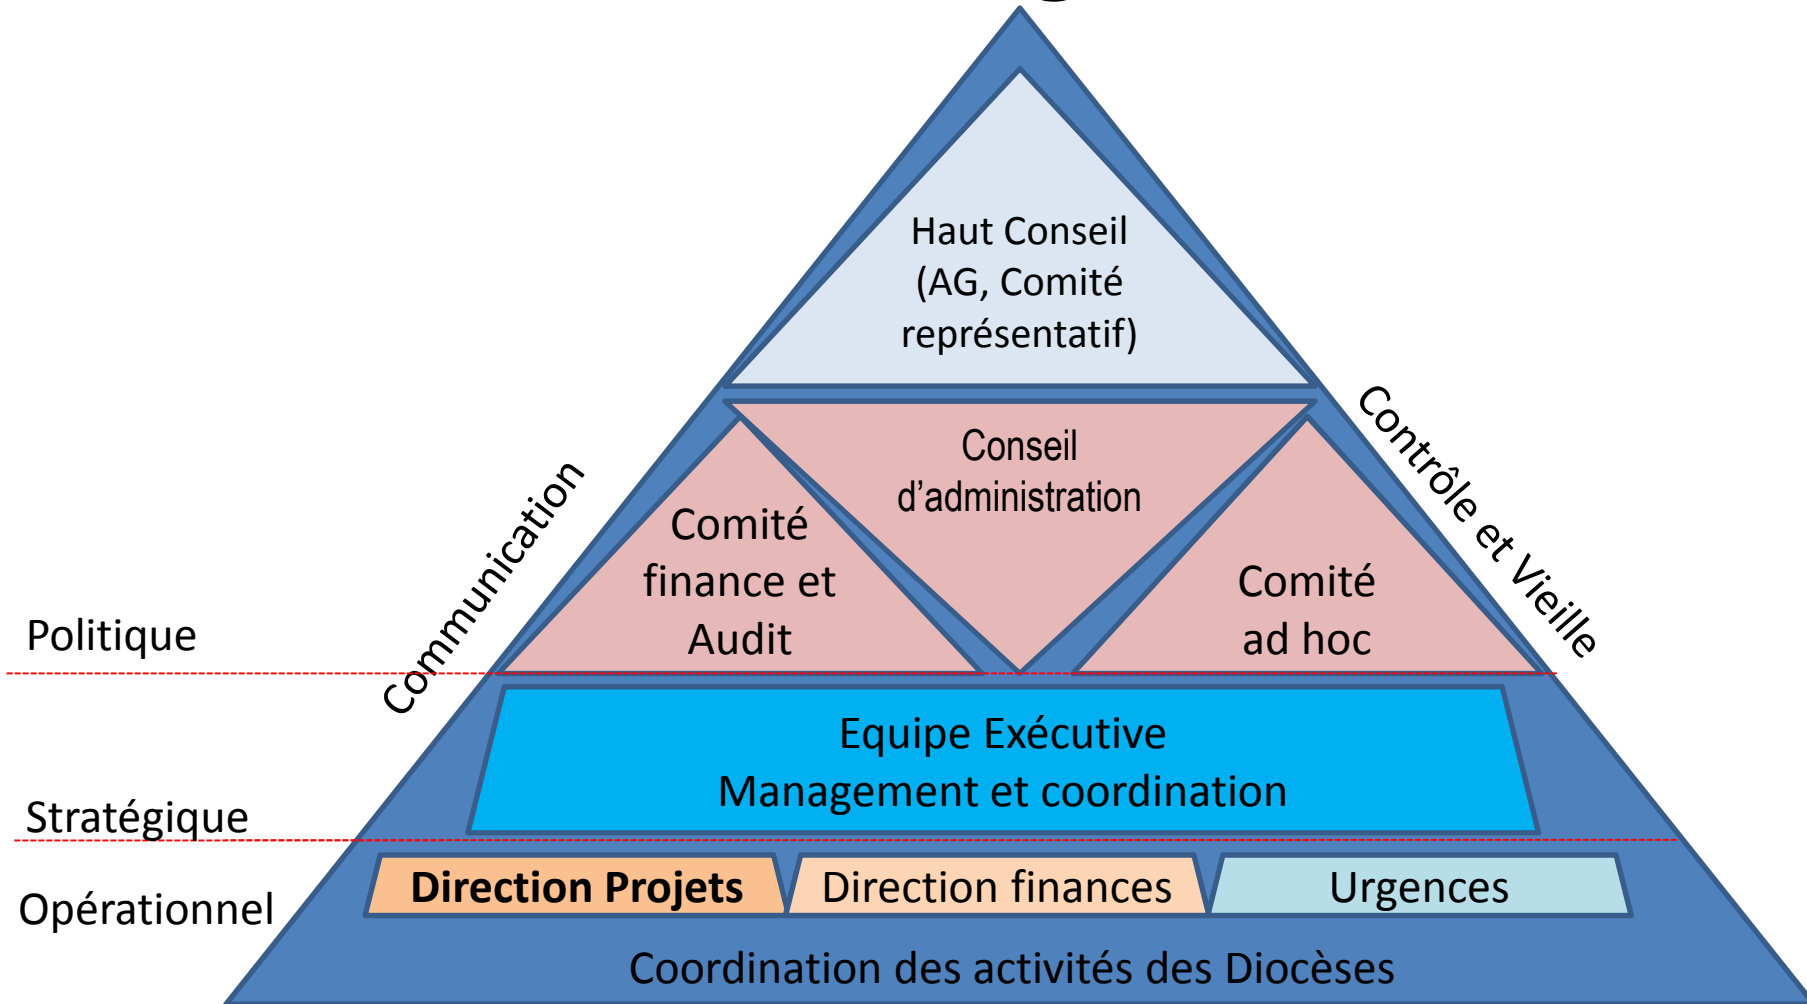 Haut Conseil
(AG, Comité
représentatif)
Conseil
d'administration
Comité
finance et
Audit
Comité
ad hoc
Communication
Contrôle et Vieille
Politique
Equipe Exécutive
Management et coordination
Stratégique
Direction Projets
Direction finances
Urgences
Opérationnel
Coordination des activités des Diocèses